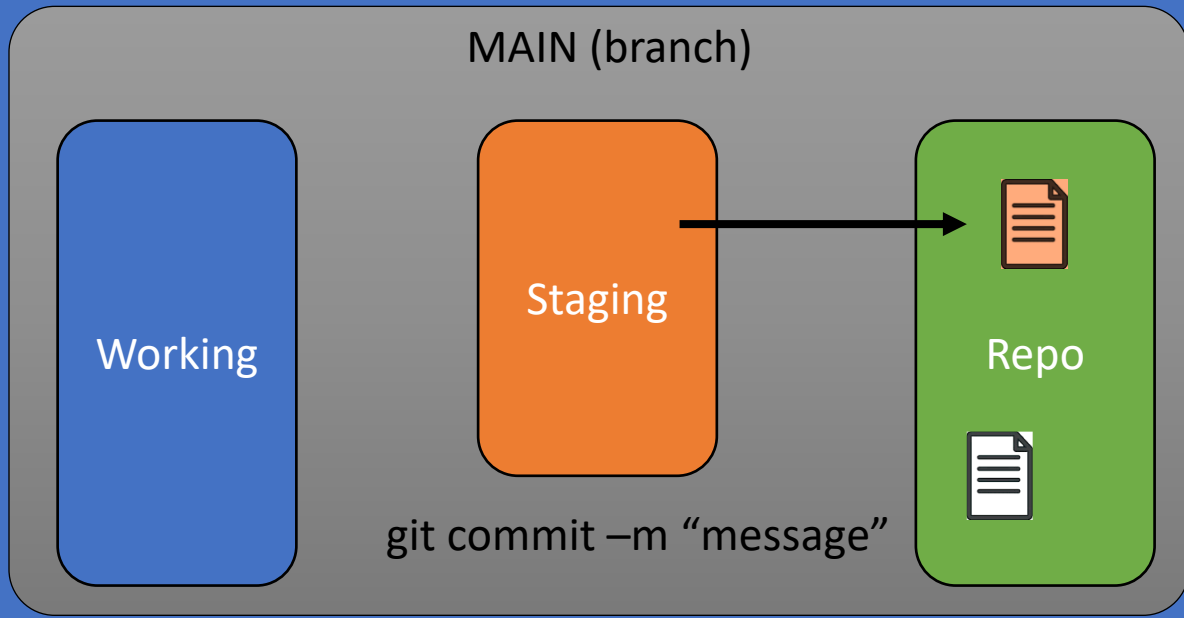 MAIN (branch)
Working
Staging
Repo
git commit –m “message”